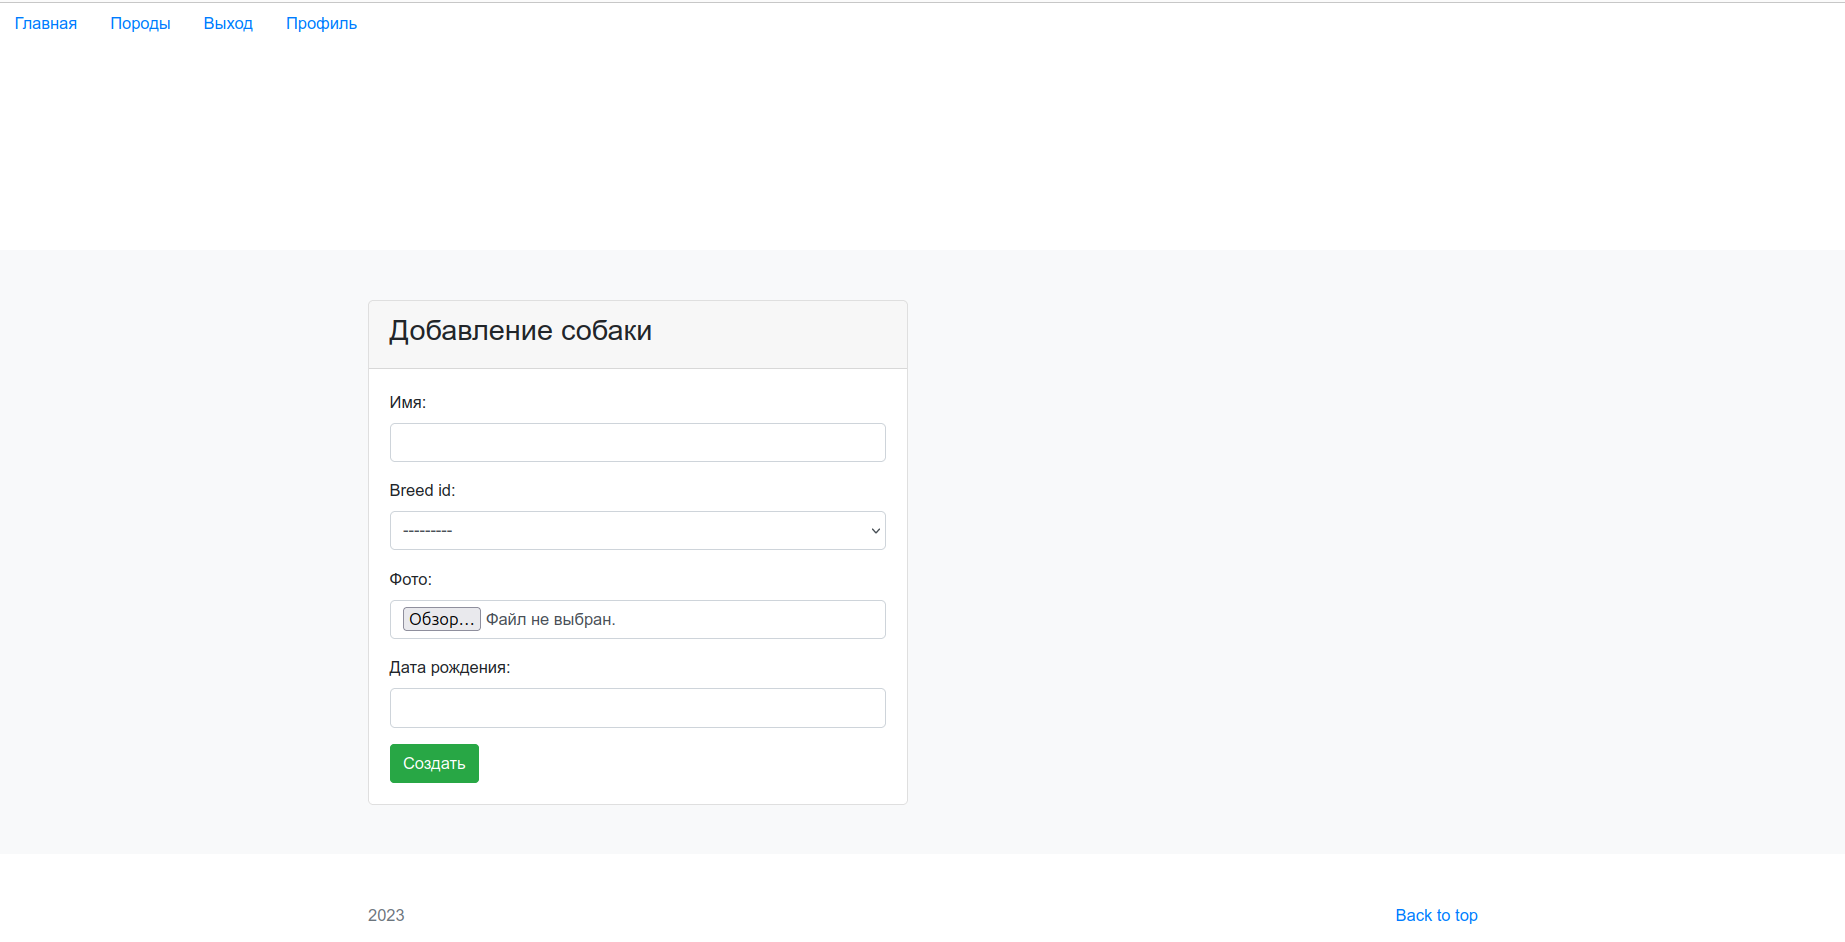 Главная Породы Выход Профиль
Добавление собаки
Имя:
Breed id:
---------
Фото:
Обзор... Файл не выбран.
Дата рождения:
Создать
2023 Back to top